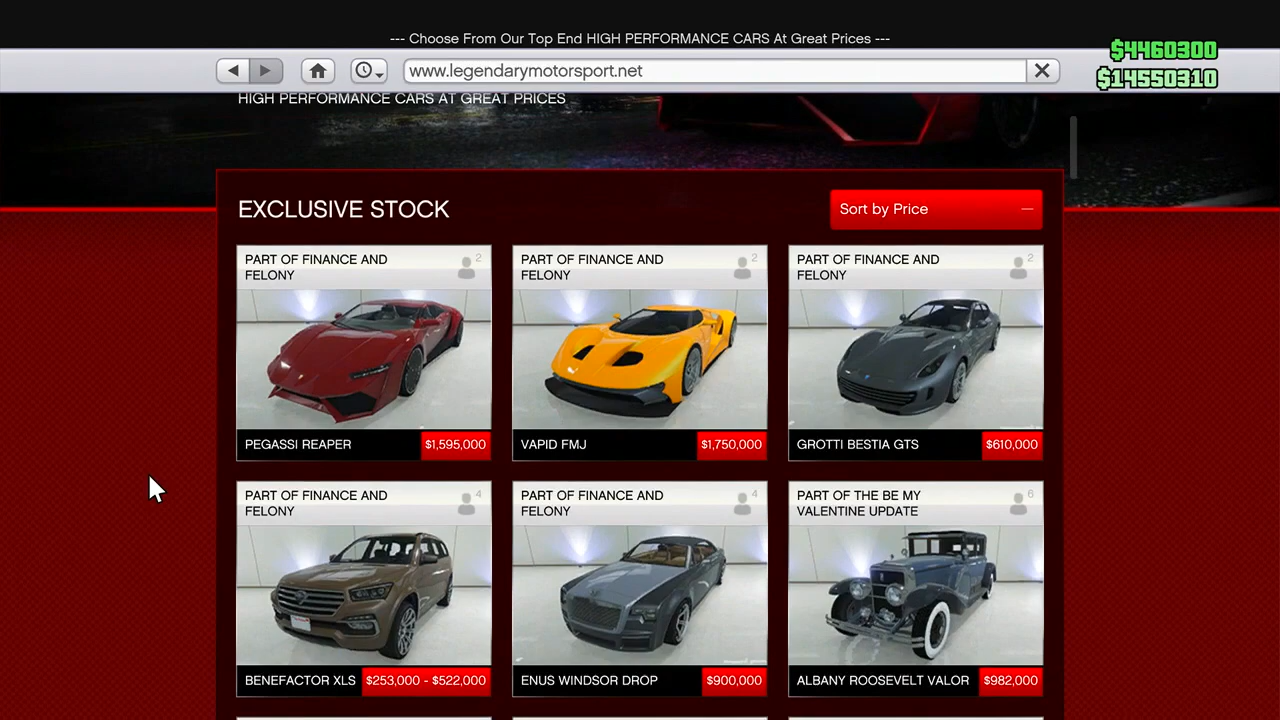 --- Choose From Our Top End HIGH PERFORMANCE CARS At Great Prices ---
$4460300
www.legendarymotorsport.net
$14550310
HIGH PERFORMANCE CARS AT GREAT PRICES
EXCLUSIVE STOCK
Sort by Price
PART OF FINANCE AND
FELONY
2
PART OF FINANCE AND
FELONY
2
PART OF FINANCE AND
FELONY
2
PEGASSI REAPER $1,595,000
VAPID FMJ $1,750,000
GROTTI BESTIA GTS $610,000
PART OF FINANCE AND
FELONY
4
PART OF FINANCE AND
FELONY
4
PART OF THE BE MY
VALENTINE UPDATE
6
BENEFACTOR XLS $253,000 - $522,000
ENUS WINDSOR DROP $900,000
ALBANY ROOSEVELT VALOR $982,000